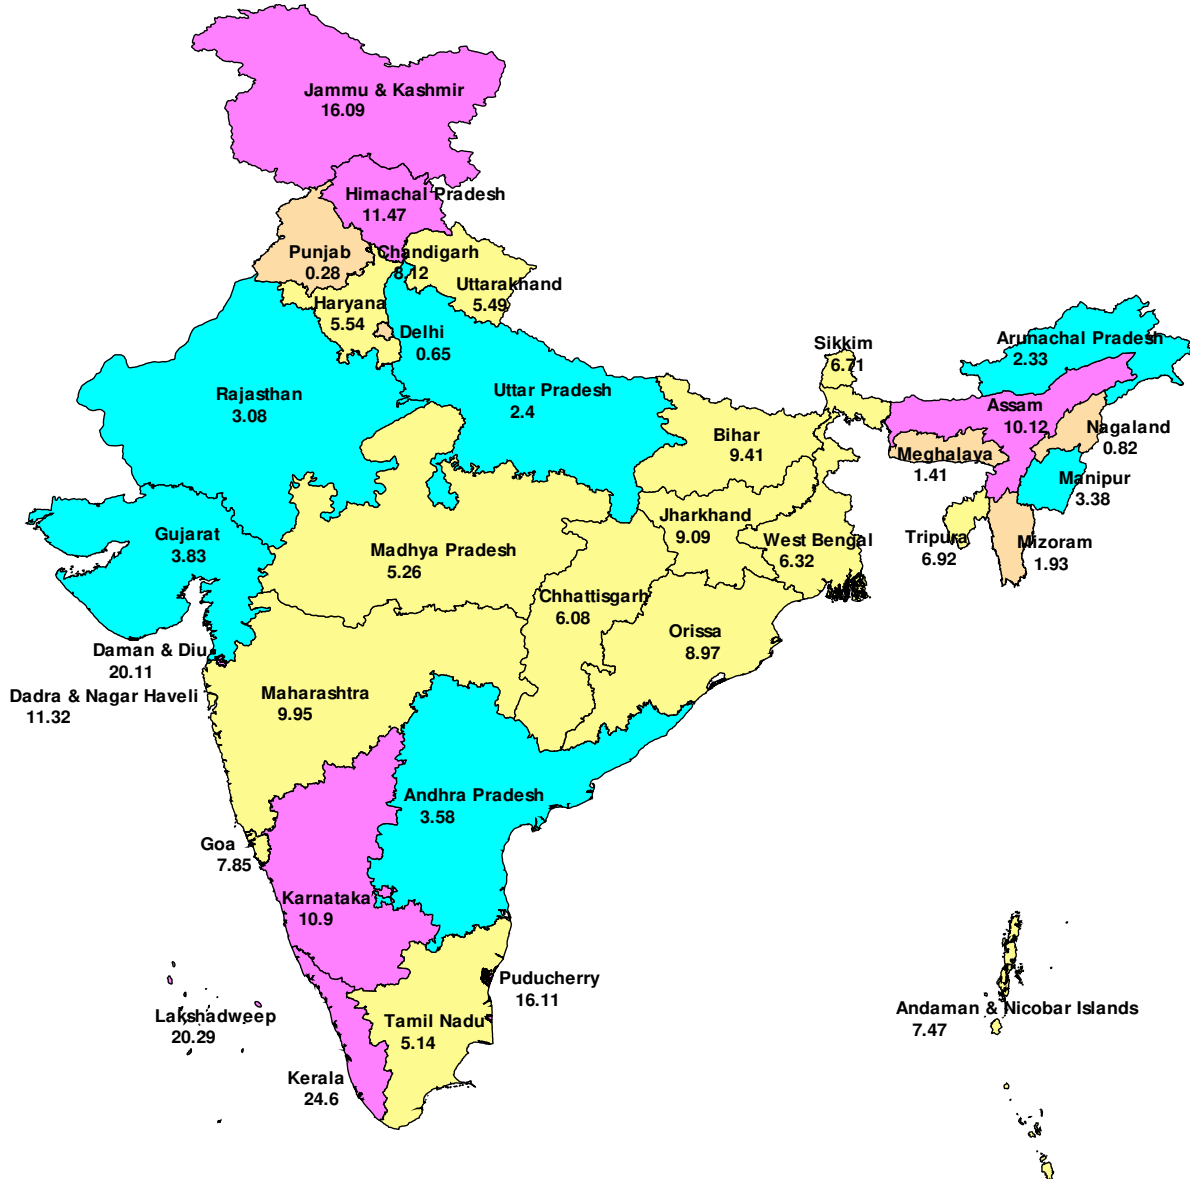 Jammu & Kashmir
16.09
Himachal Pradesh
11.47
Punjab
0.28
Chandigarh
8.12
Uttarakhand
5.49
Haryana
5.54
Delhi
0.65
Rajasthan
3.08
Uttar Pradesh
2.4
Sikkim
6.71
Arunachal Pradesh
2.33
Assam
10.12
Nagaland
0.82
Meghalaya
1.41
Manipur
3.38
Bihar
9.41
Tripura
6.92
Mizoram
1.93
Gujarat
3.83
Madhya Pradesh
5.26
Jharkhand
9.09
West Bengal
6.32
Chhattisgarh
6.08
Orissa
8.97
Daman & Diu
20.11
Dadra & Nagar Haveli
11.32
Maharashtra
9.95
Andhra Pradesh
3.58
Goa
7.85
Karnataka
10.9
Puducherry
16.11
Lakshadweep
20.29
Tamil Nadu
5.14
Andaman & Nicobar Islands
7.47
Kerala
24.6